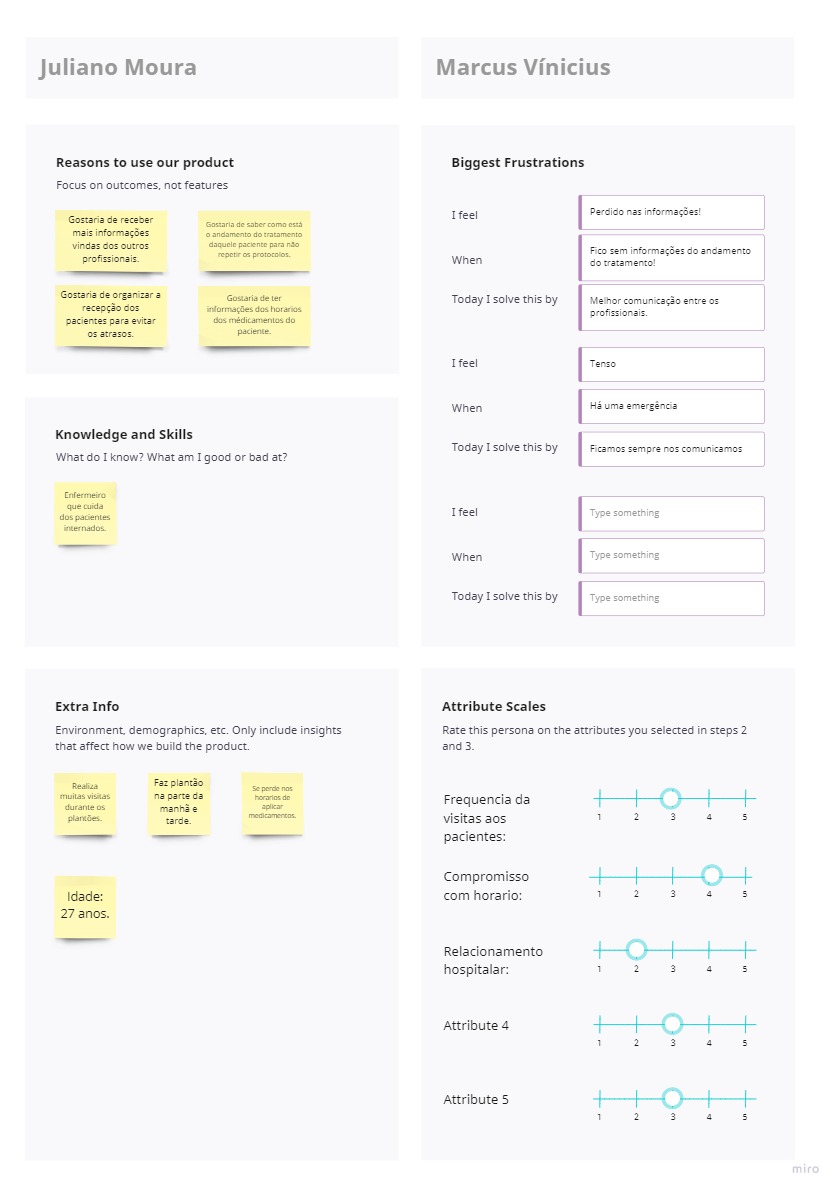 Juliano Moura
Marcus Vínicius
Reasons to use our product
Focus on outcomes, not features
Gostaria de receber
mais informações
vindas dos outros
profissionais.
Gostaria de saber como está
o andamento do tratamento
daquele paciente para não
repetir os protocolos.
Gostaria de organizar a
recepção dos
pacientes para evitar
os atrasos.
Gostaria de ter
informações dos horarios
dos médicamentos do
paciente.
Knowledge and Skills
What do I know? What am I good or bad at?
Enfermeiro
que cuida
dos pacientes
internados.
Extra Info
Environment, demographics, etc. Only include insights
that affect how we build the product.
Realiza
muitas visitas
durante os
plantões.
Faz plantão
na parte da
manhã e
tarde.
Se perde nos
horarios de
aplicar
medicamentos.
Idade:
27 anos.
Biggest Frustrations
I feel
Perdido nas informações!
When
Fico sem informações do andamento
do tratamento!
Today I solve this by
Melhor comunicação entre os
profissionais.
I feel
Tenso
When
Há uma emergência
Today I solve this by
Ficamos sempre nos comunicamos
I feel
Type something
When
Type something
Today I solve this by
Type something
Attribute Scales
Rate this persona on the attributes you selected in steps 2
and 3.
Frequencia da
visitas aos
pacientes:
1 2 3 4 5
Compromisso
com horario:
1 2 3 4 5
Relacionamento
hospitalar:
1 2 3 4 5
Attribute 4
1 2 3 4 5
Attribute 5
1 2 3 4 5
miro